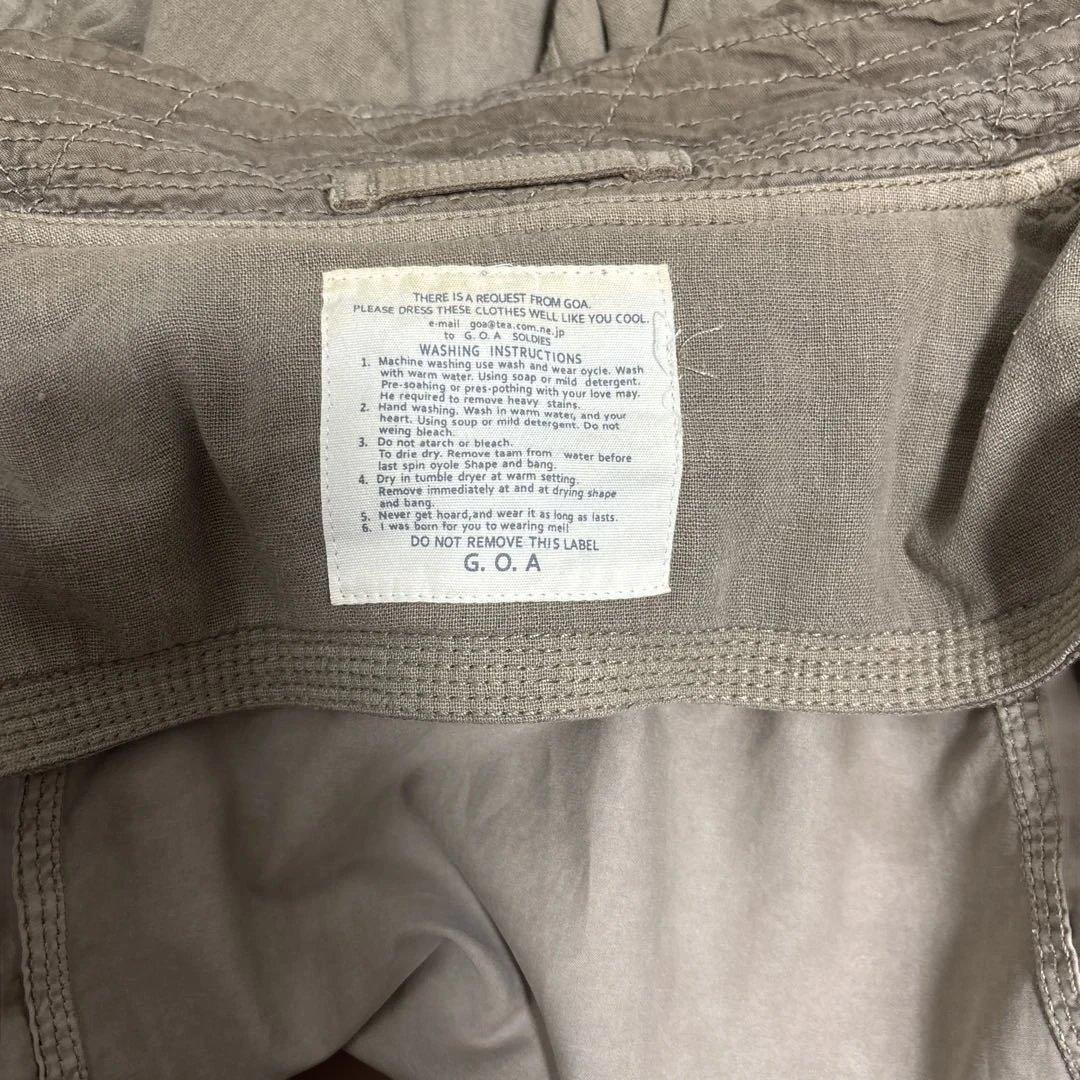 THERE IS A REQUEST FROM GOA.
PLEASE DRESS THESE CLOTHES WELL LIKE YOU COOL.
e-mail goa@tea.com.ne.jp
to G. O. A SOLDIES
WASHING INSTRUCTIONS
1. Machine washing use wash and wear oycle. Wash
with warm water. Using soap or mild detergent.
Pre-soahing or pres-pothing with your love may.
He required to remove heavy stains.
2. Hand washing. Wash in warm water, and your
heart. Using soup or mild detergent. Do not
weing bleach.
3. Do not atarch or bleach.
To drie dry. Remove taam from water before
last spin oyole Shape and bang.
4. Dry in tumble dryer at warm setting.
Remove immediately at and at drying shape
and bang.
5. Never get hoard,and wear it as long as lasts.
6. I was born for you to wearing me!!
DO NOT REMOVE THIS LABEL
G. O. A